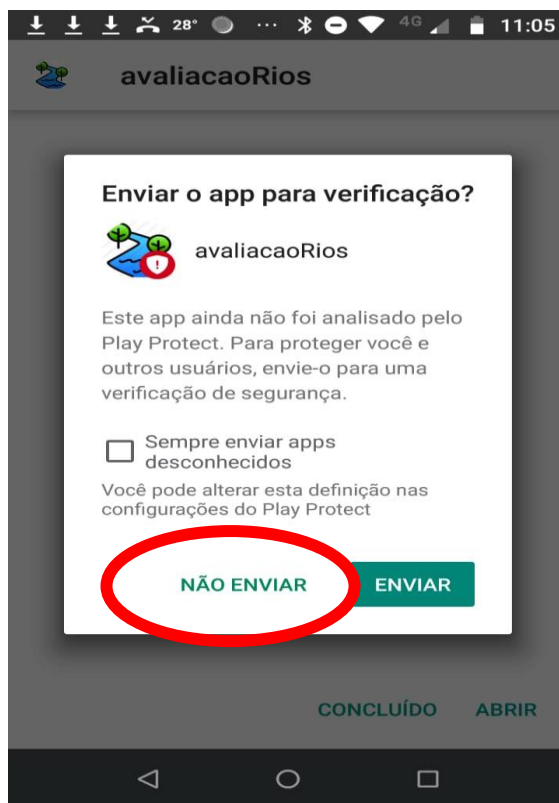 28° ... 4G 11:05
avaliacaoRios
Enviar o app para verificação?
avaliacaoRios
Este app ainda não foi analisado pelo
Play Protect. Para proteger você e
outros usuários, envie-o para uma
verificação de segurança.
Sempre enviar apps
desconhecidos
Você pode alterar esta definição nas
configurações do Play Protect
NÃO ENVIAR ENVIAR
CONCLUÍDO ABRIR